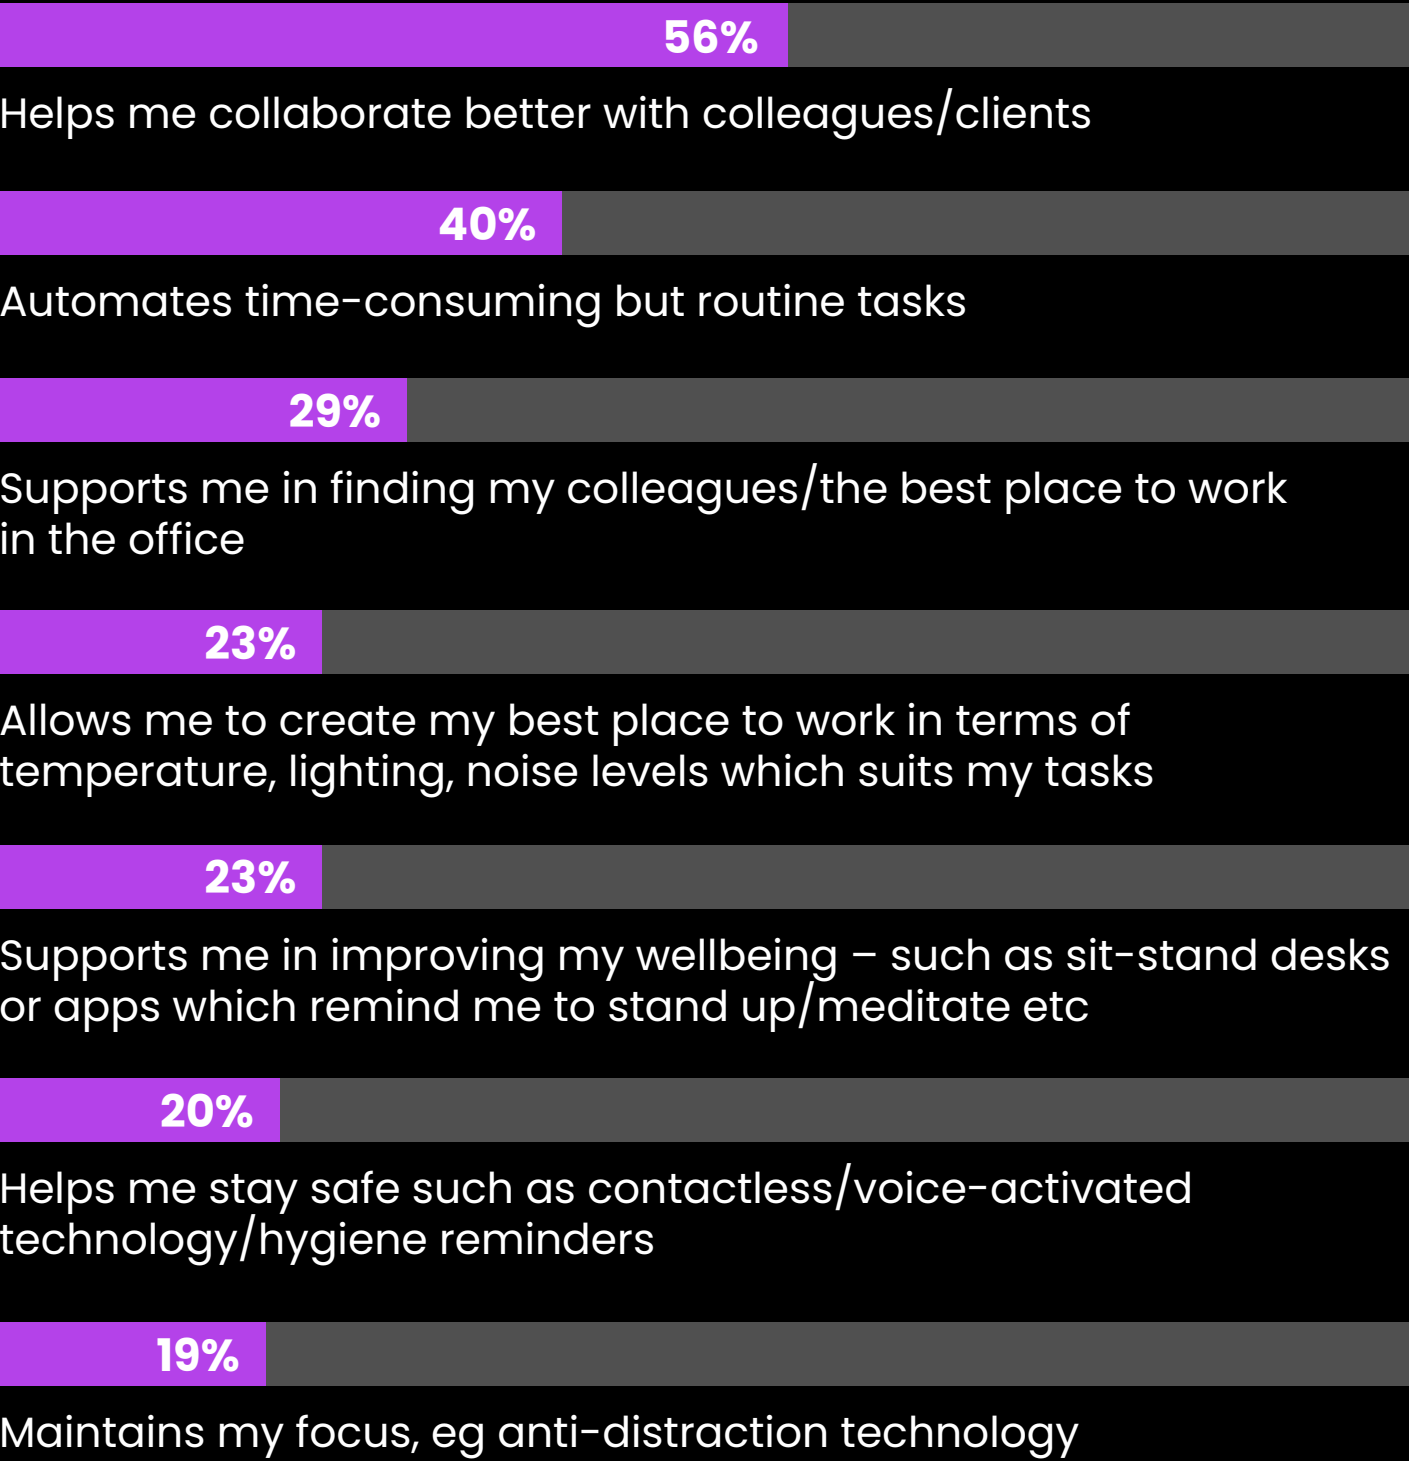 56%
Helps me collaborate better with colleagues/clients
40%
Automates time-consuming but routine tasks
29%
Supports me in finding my colleagues/the best place to work
in the office
23%
Allows me to create my best place to work in terms of
temperature, lighting, noise levels which suits my tasks
23%
Supports me in improving my wellbeing – such as sit-stand desks
or apps which remind me to stand up/meditate etc
20%
Helps me stay safe such as contactless/voice-activated
technology/hygiene reminders
19%
Maintains my focus, eg anti-distraction technology